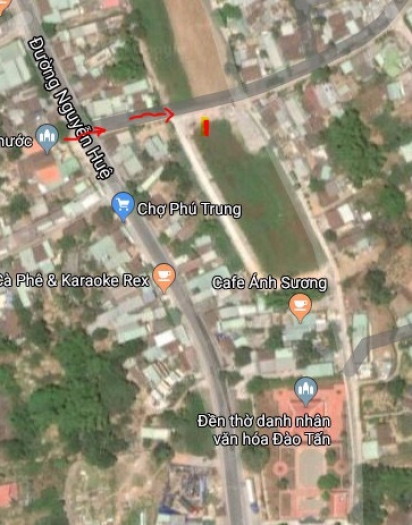 Đường Nguyễn Huệ
nước
Chợ Phú Trung
Cà Phê & Karaoke Rex
Cafe Ánh Sương
Đền thờ danh nhân
văn hóa Đào Tấn